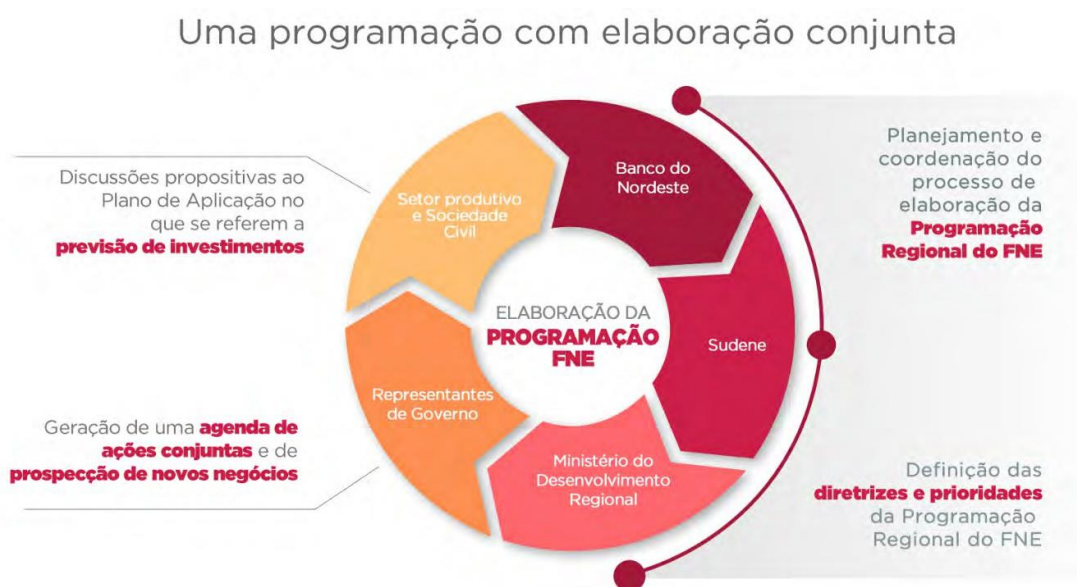 Uma programação com elaboração conjunta
Discussões propositivas ao
Plano de Aplicação no
que se referem a
previsão de investimentos
Setor produtivo
e Sociedade
Civil
Banco do
Nordeste
Planejamento e
coordenação do
processo de
elaboração da
Programação
Regional do FNE
ELABORAÇÃO DA
PROGRAMAÇÃO
FNE
Sudene
Representantes
de Governo
Geração de uma agenda de
ações conjuntas e de
prospecção de novos negócios
Ministério do
Desenvolvimento
Regional
Definição das
diretrizes e prioridades
da Programação
Regional do FNE